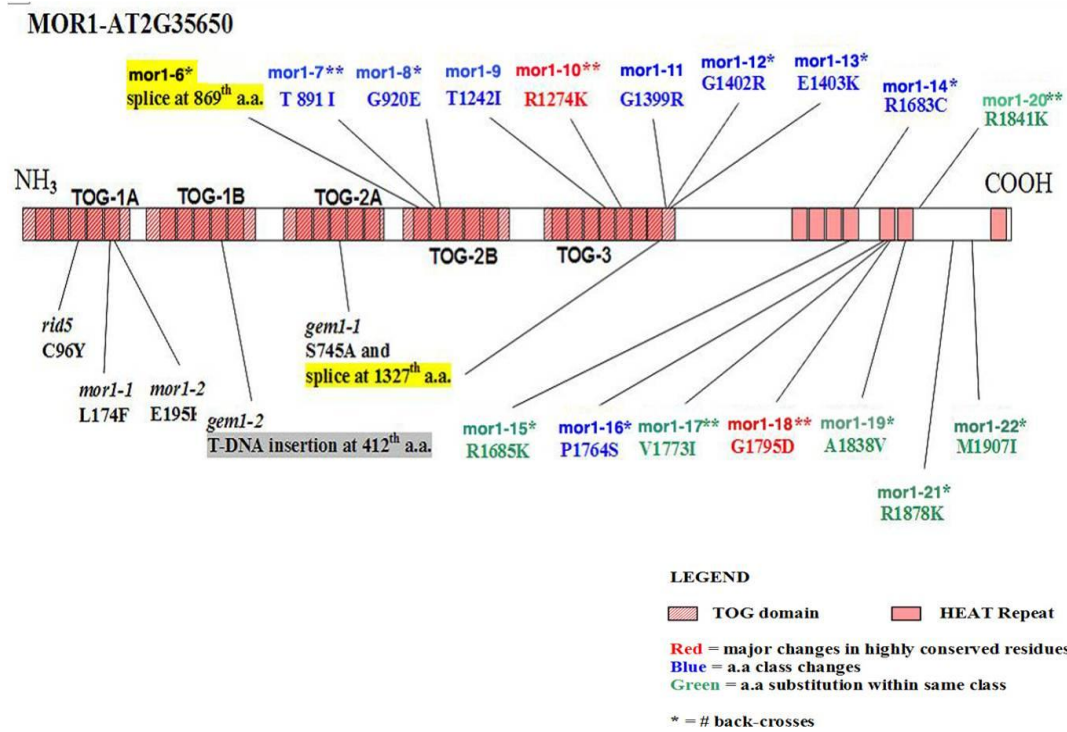 MOR1-AT2G35650
mor1-6*
splice at 869th a.a.
mor1-7**
T 891 I
mor1-8*
G920E
mor1-9
T1242I
mor1-10**
R1274K
mor1-11
G1399R
mor1-12*
G1402R
mor1-13*
E1403K
mor1-14*
R1683C
mor1-20**
R1841K
NH3
COOH
TOG-1A
TOG-1B
TOG-2A
TOG-2B
TOG-3
rid5
C96Y
mor1-1
L174F
mor1-2
gem1-2
T-DNA insertion at 412th a.a.
gem1-1
S745A and
splice at 1327th a.a.
mor1-15*
R1685K
mor1-16*
P1764S
mor1-17**
V1773I
mor1-18**
G1795D
mor1-19*
A1838V
mor1-21*
R1878K
mor1-22*
M1907I
LEGEND
TOG domain
HEAT Repeat
Red = major changes in highly conserved residues
Blue = a.a class changes
Green = a.a substitution within same class
* = # back-crosses